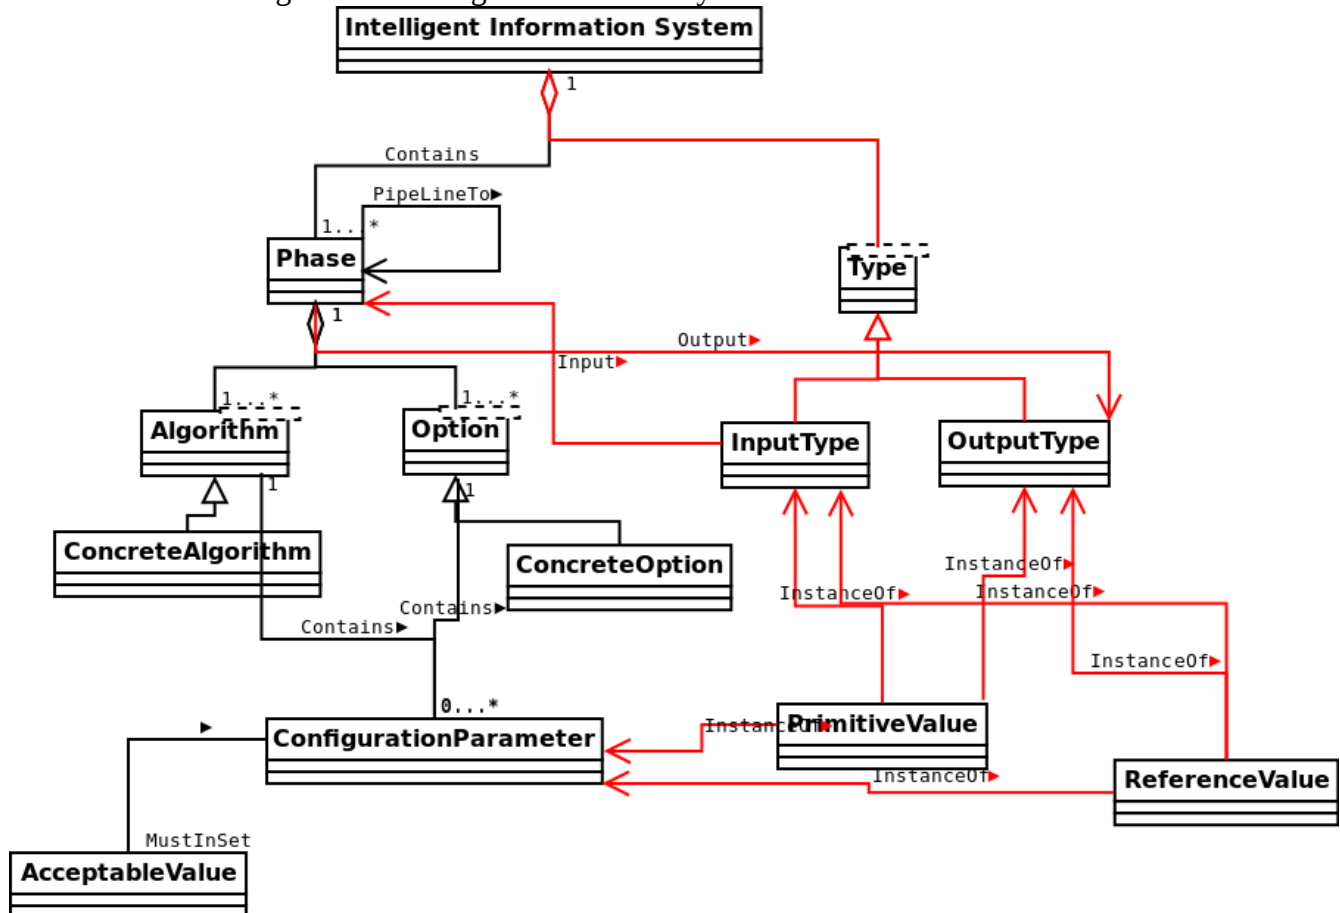 Intelligent Information System
1
Contains
PipeLineTo▶
1...*
Phase
Type
1
Output▶
Input▶
1...*
1...*
Algorithm
Option
InputType
OutputType
1
1
ConcreteAlgorithm
ConcreteOption
InstanceOf▶
InstanceOf▶
InstanceOf▶
Contains▶
Contains▶
InstanceOf▶
0...*
▶
ConfigurationParameter
InstanceOf▶
PrimitiveValue
InstanceOf▶
ReferenceValue
MustInSet
AcceptableValue